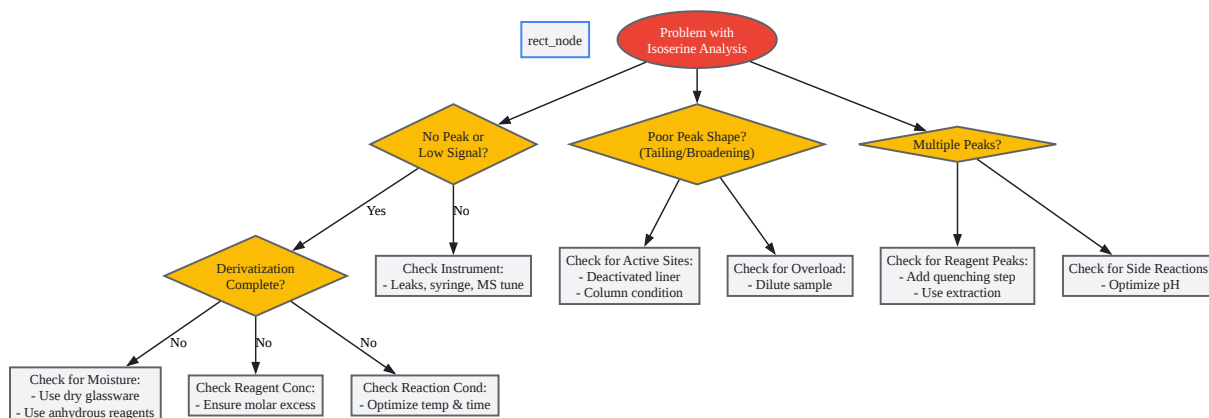 rect_node
Problem with
Isoserine Analysis
No Peak or
Low Signal?
Poor Peak Shape?
(Tailing/Broadening)
Multiple Peaks?
Yes
No
Derivatization
Complete?
Check Instrument:
- Leaks, syringe, MS tune
Check for Active Sites:
- Deactivated liner
- Column condition
Check for Overload:
- Dilute sample
Check for Reagent Peaks:
- Add quenching step
- Use extraction
Check for Side Reactions:
- Optimize pH
No
No
No
Check for Moisture:
- Use dry glassware
- Use anhydrous reagents
Check Reagent Conc:
- Ensure molar excess
Check Reaction Cond:
- Optimize temp & time